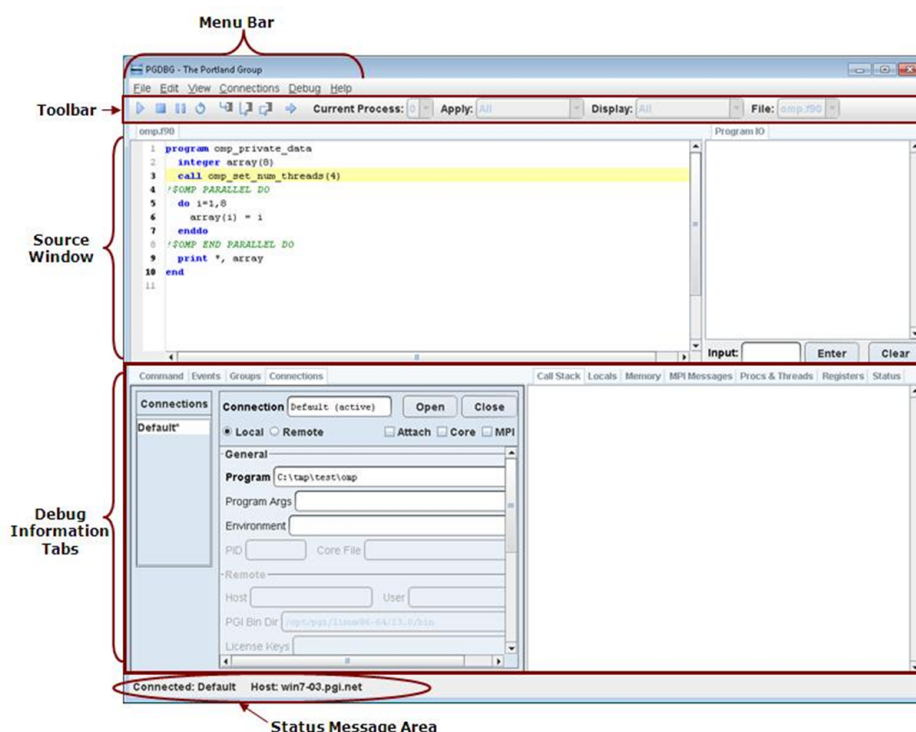 Menu Bar
PGDBG - The Portland Group
File Edit View Connections Debug Help
Toolbar
Current Process: 0 Apply: All Display: All File: omp.f90
omp.f90
Program IO
1 program omp_private_data
2 integer array(8)
3 call omp_set_num_threads(4)
4 !$OMP PARALLEL DO
5 do i=1,8
6 array(i) = i
7 enddo
8 !$OMP END PARALLEL DO
9 print *, array
10 end
11
Source
Window
Input: Enter Clear
Command Events Groups Connections
Call Stack Locals Memory MPI Messages Procs & Threads Registers Status
Connections
Default*
Connection Default (active) Open Close
Local Remote Attach Core MPI
General
Program C:\tmp\test\omp
Program Args
Environment
PID Core File
Remote
Host User
PGI Bin Dir /opt/pgi/linux86-64/13.0/bin
License Keys
Debug
Information
Tabs
Connected: Default Host: win7-03.pgi.net
Status Message Area